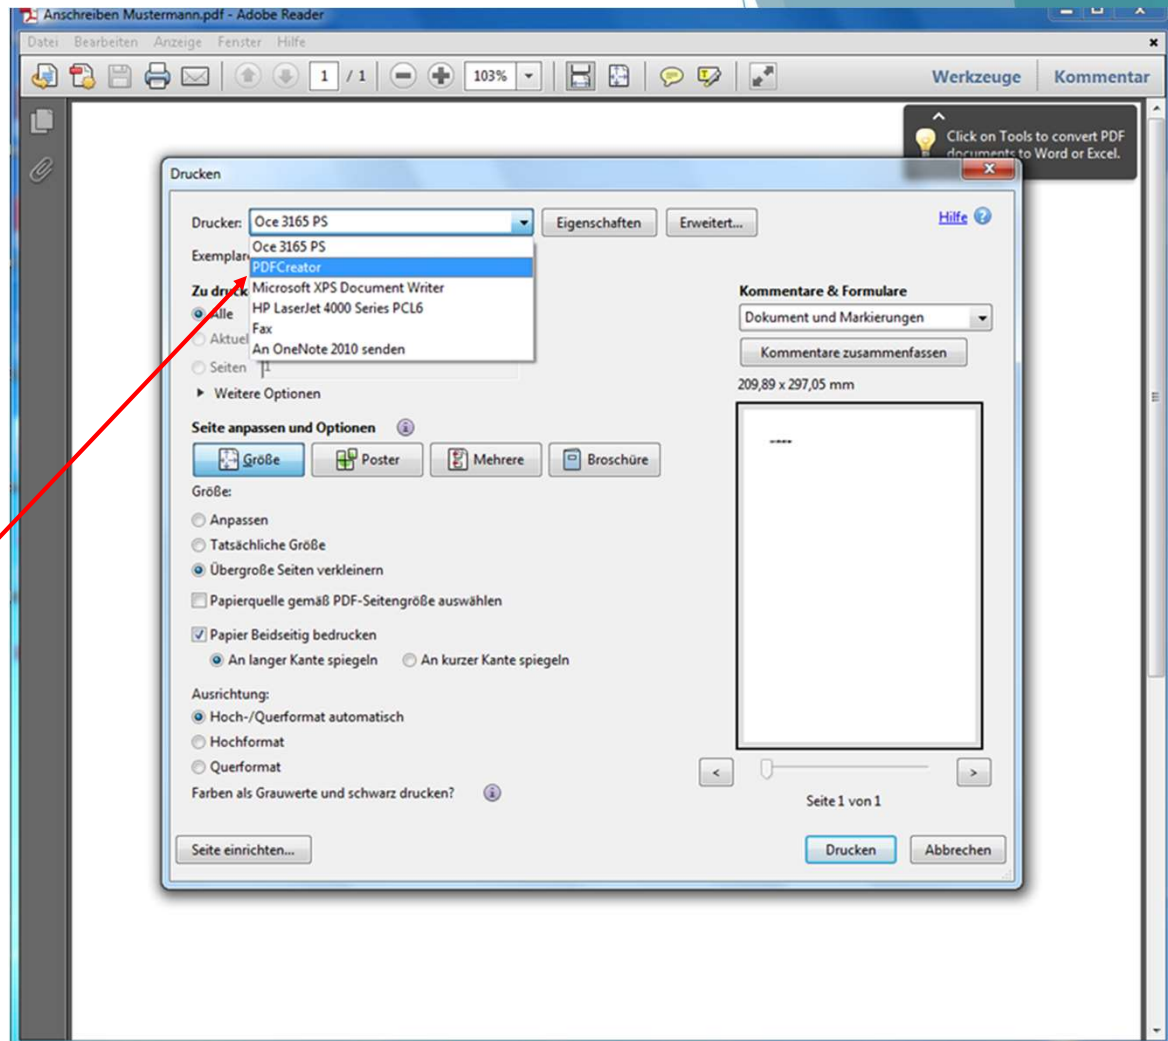 Anschreiben Mustermann.pdf - Adobe Reader
Datei Bearbeiten Anzeige Fenster Hilfe
1 / 1 103% Werkzeuge Kommentar
Click on Tools to convert PDF
documents to Word or Excel.
Drucken
Drucker: Oce 3165 PS Eigenschaften Erweitert... Hilfe
Oce 3165 PS
PDFCreator
Microsoft XPS Document Writer
HP LaserJet 4000 Series PCL6
Fax
An OneNote 2010 senden
Alle
Seiten 1
Weitere Optionen
Kommentare & Formulare
Dokument und Markierungen
Kommentare zusammenfassen
209,89 x 297,05 mm
Seite anpassen und Optionen
Größe Poster Mehrere Broschüre
Größe:
Anpassen
Tatsächliche Größe
Übergroße Seiten verkleinern
Papierquelle gemäß PDF-Seitengröße auswählen
Papier Beidseitig bedrucken
An langer Kante spiegeln An kurzer Kante spiegeln
Ausrichtung:
Hoch-/Querformat automatisch
Hochformat
Querformat
Farben als Grauwerte und schwarz drucken?
< >
Seite 1 von 1
Seite einrichten... Drucken Abbrechen